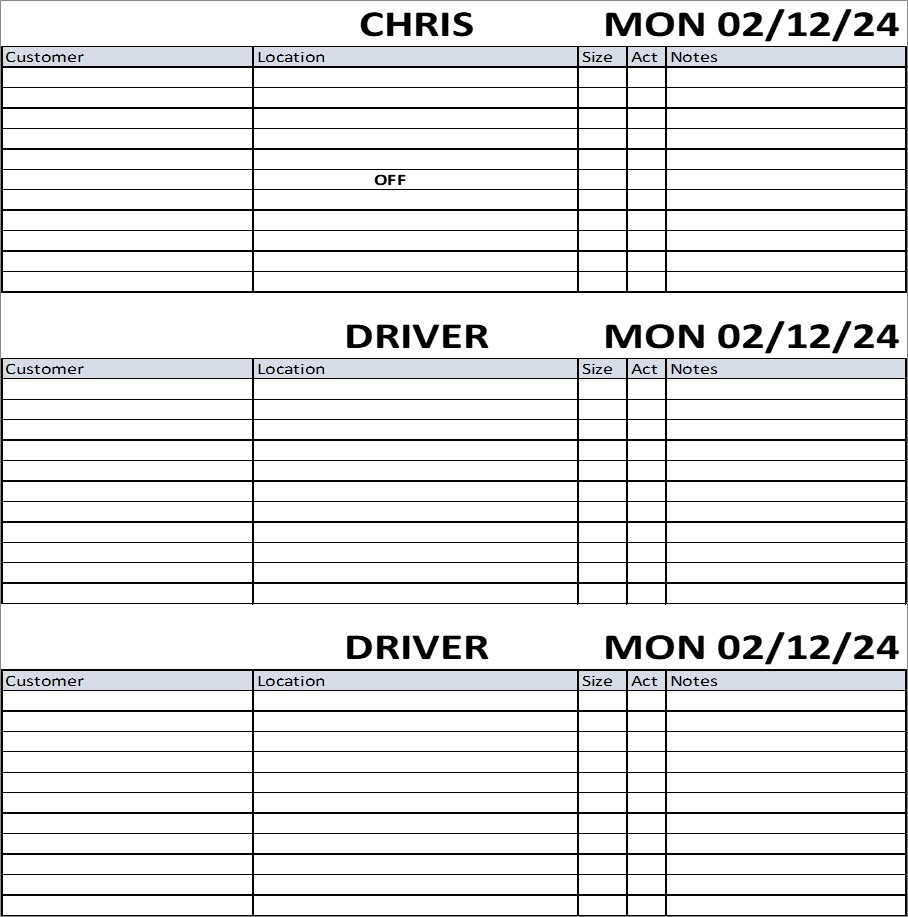 CHRIS MON 02/12/24
Customer Location Size Act Notes
OFF
DRIVER MON 02/12/24
Customer Location Size Act Notes
DRIVER MON 02/12/24
Customer Location Size Act Notes